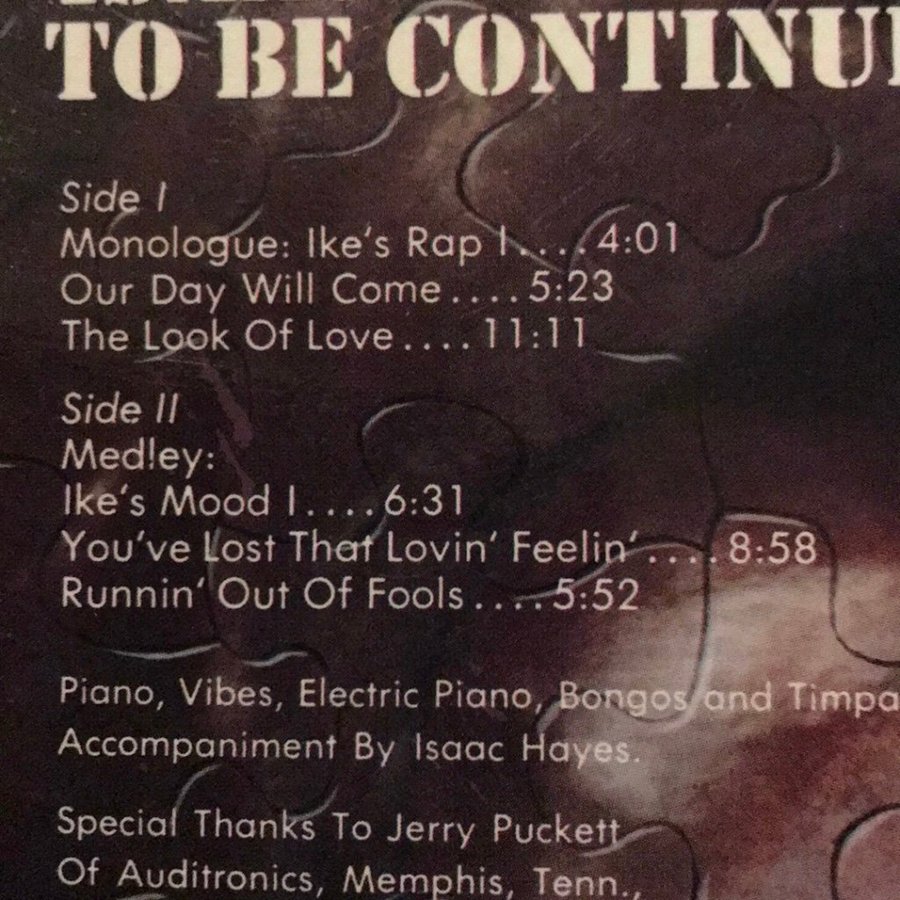 TO BE CONTINU
Side I
Monologue: Ike's Rap I....4:01
Our Day Will Come....5:23
The Look Of Love....11:11
Side II
Medley:
Ike's Mood I....6:31
You've Lost That Lovin' Feelin'....8:58
Runnin' Out Of Fools....5:52
Piano, Vibes, Electric Piano, Bongos and Timpa
Accompaniment By Isaac Hayes.
Special Thanks To Jerry Puckett
Of Auditronics, Memphis, Tenn.,